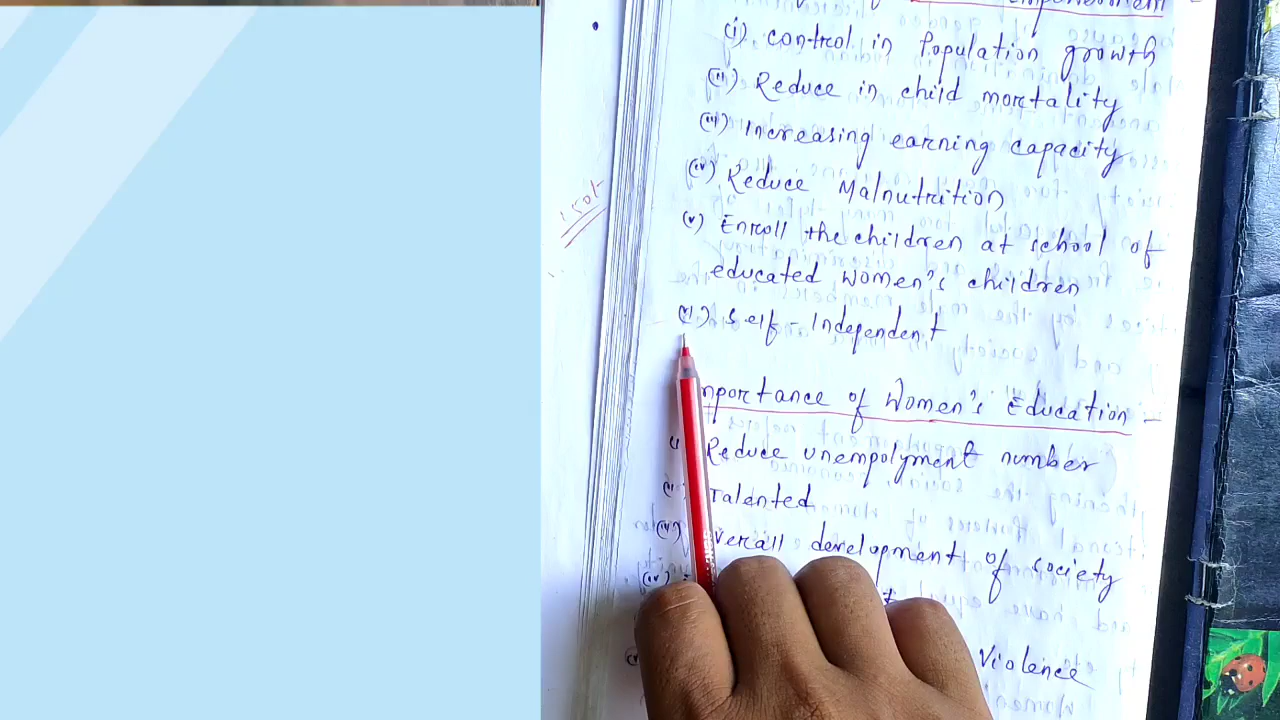 (i) control in Population growth
(ii) Reduce in child mortality
(iii) Increasing earning capacity
(iv) Reduce Malnutrition
(v) Enroll the children at school of
educated women's children
(vi) Self-Independent
mportance of Women's Education -
Reduce unempolyment number
Talented
verall development of society
Violence